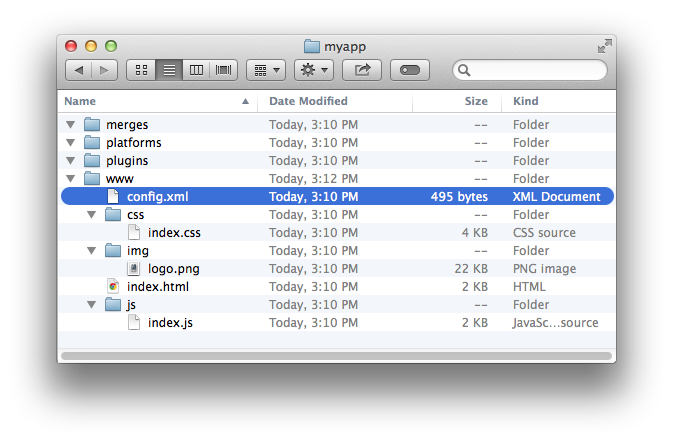 myapp
Name Date Modified Size Kind
merges Today, 3:10 PM -- Folder
platforms Today, 3:10 PM -- Folder
plugins Today, 3:10 PM -- Folder
www Today, 3:12 PM -- Folder
config.xml Today, 3:10 PM 495 bytes XML Document
css Today, 3:10 PM -- Folder
index.css Today, 3:10 PM 4 KB CSS source
img Today, 3:10 PM -- Folder
logo.png Today, 3:10 PM 22 KB PNG image
index.html Today, 3:10 PM 2 KB HTML
js Today, 3:10 PM -- Folder
index.js Today, 3:10 PM 2 KB JavaSc...source